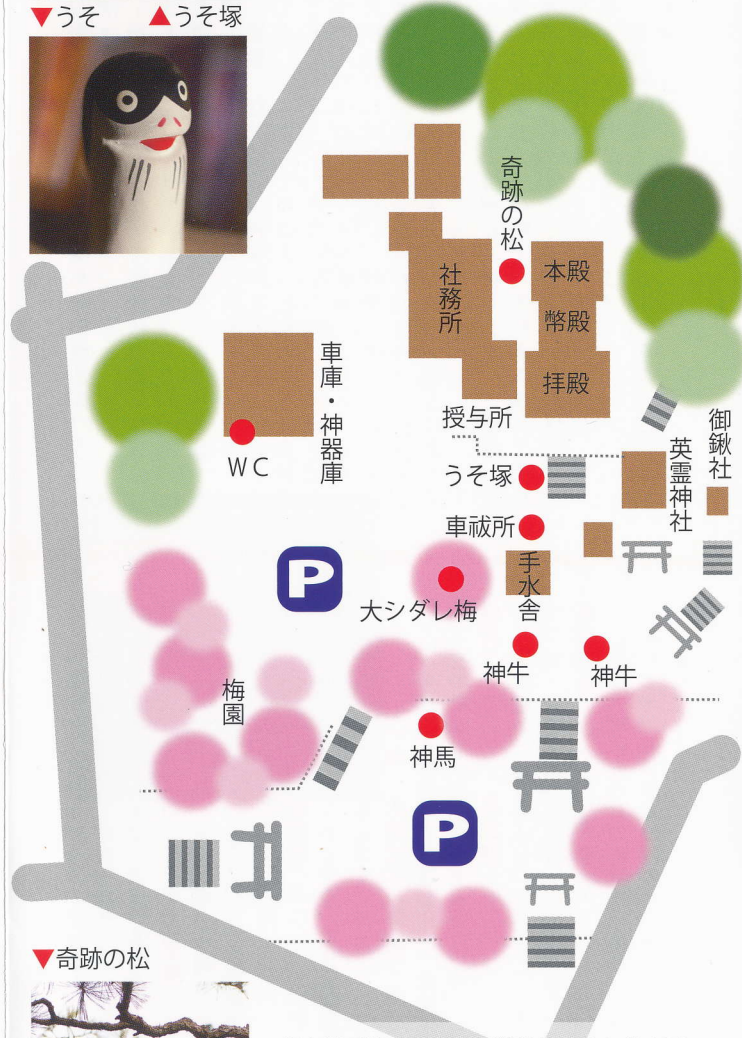 ▼うそ ▲うそ塚
奇跡の松
本殿
社務所
幣殿
拝殿
車庫・神器庫
授与所
御鍬社
英霊神社
WC
うそ塚
車祓所
P
手水舎
大シダレ梅
神牛
神牛
梅園
神馬
P
▼奇跡の松